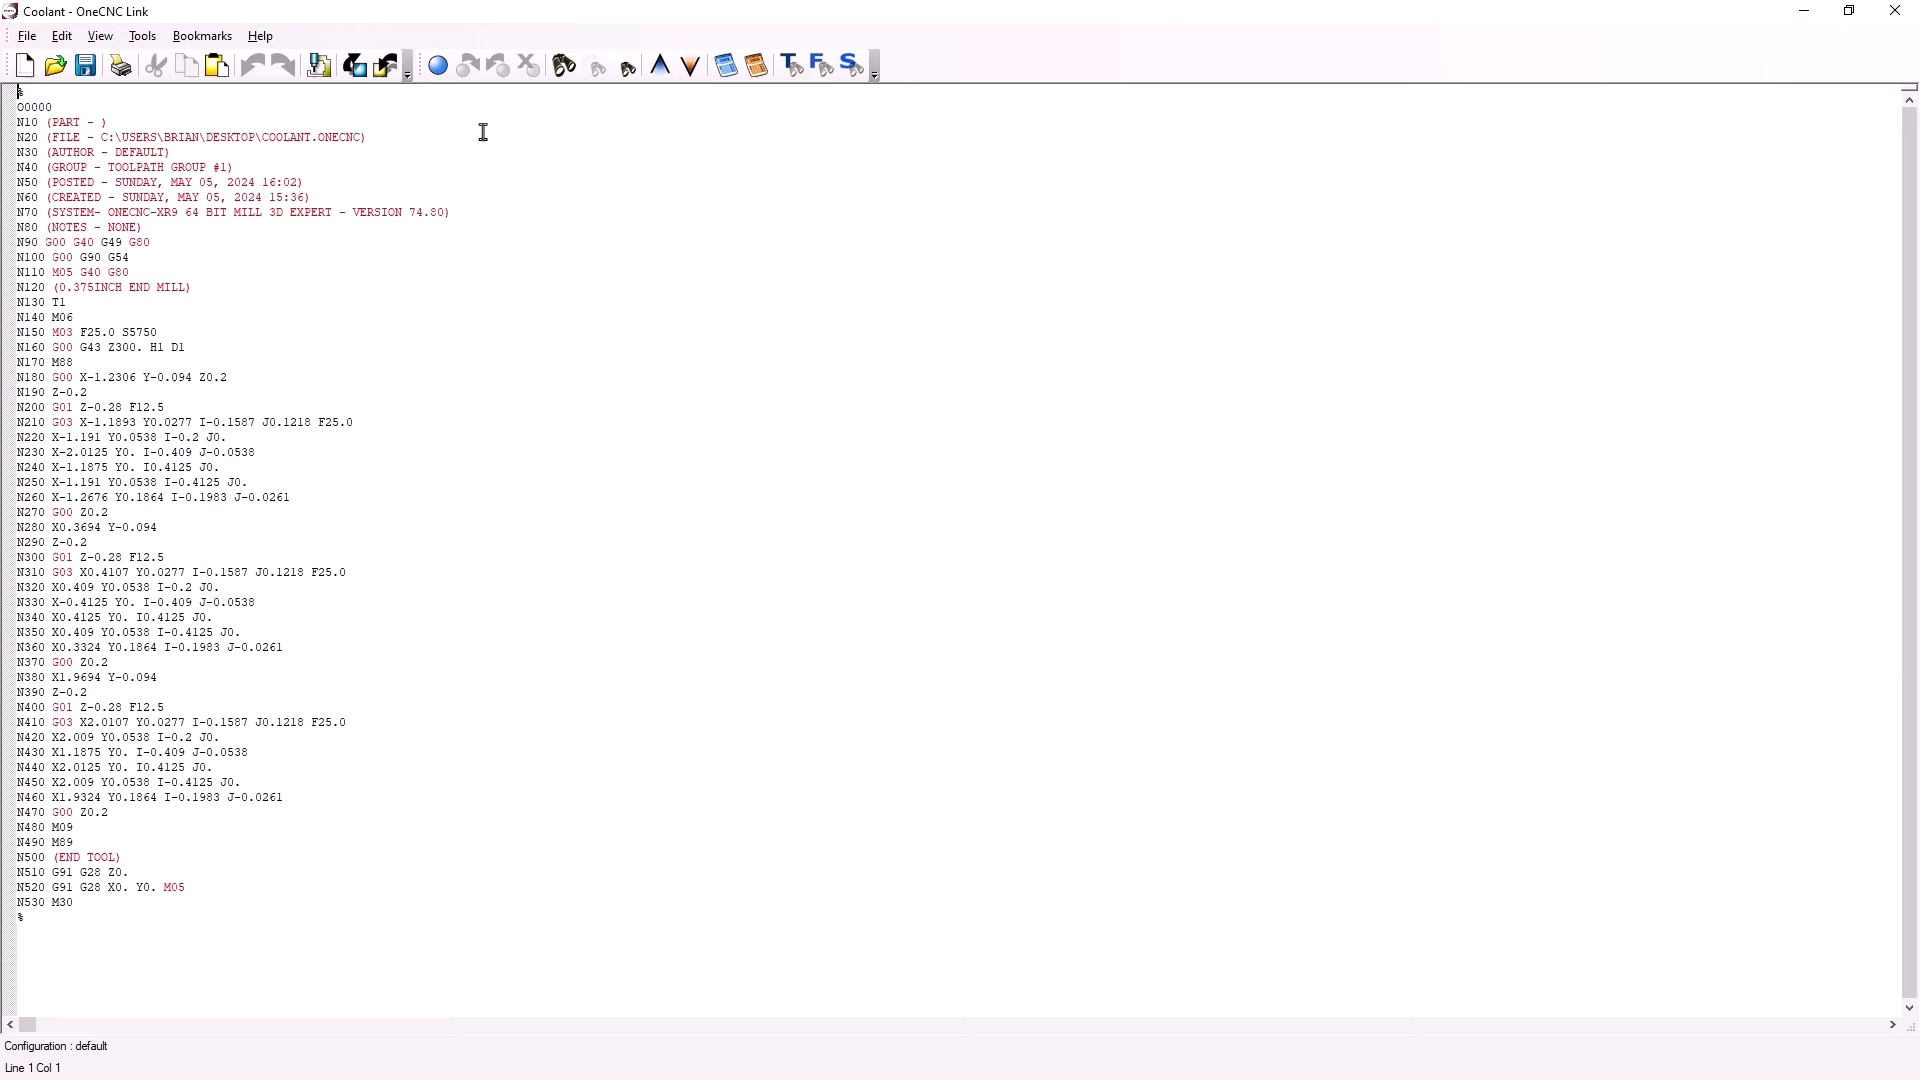 Coolant - OneCNC Link
File Edit View Tools Bookmarks Help
T F S
%
O0000
N10 (PART - )
N20 (FILE - C:\USERS\BRIAN\DESKTOP\COOLANT.ONECNC)
N30 (AUTHOR - DEFAULT)
N40 (GROUP - TOOLPATH GROUP #1)
N50 (POSTED - SUNDAY, MAY 05, 2024 16:02)
N60 (CREATED - SUNDAY, MAY 05, 2024 15:36)
N70 (SYSTEM- ONECNC-XR9 64 BIT MILL 3D EXPERT - VERSION 74.80)
N80 (NOTES - NONE)
N90 G00 G40 G49 G80
N100 G00 G90 G54
N110 M05 G40 G80
N120 (0.375INCH END MILL)
N130 T1
N140 M06
N150 M03 F25.0 S5750
N160 G00 G43 Z300. H1 D1
N170 M88
N180 G00 X-1.2306 Y-0.094 Z0.2
N190 Z-0.2
N200 G01 Z-0.28 F12.5
N210 G03 X-1.1893 Y0.0277 I-0.1587 J0.1218 F25.0
N220 X-1.191 Y0.0538 I-0.2 J0.
N230 X-2.0125 Y0. I-0.409 J-0.0538
N240 X-1.1875 Y0. I0.4125 J0.
N250 X-1.191 Y0.0538 I-0.4125 J0.
N260 X-1.2676 Y0.1864 I-0.1983 J-0.0261
N270 G00 Z0.2
N280 X0.3694 Y-0.094
N290 Z-0.2
N300 G01 Z-0.28 F12.5
N310 G03 X0.4107 Y0.0277 I-0.1587 J0.1218 F25.0
N320 X0.409 Y0.0538 I-0.2 J0.
N330 X-0.4125 Y0. I-0.409 J-0.0538
N340 X0.4125 Y0. I0.4125 J0.
N350 X0.409 Y0.0538 I-0.4125 J0.
N360 X0.3324 Y0.1864 I-0.1983 J-0.0261
N370 G00 Z0.2
N380 X1.9694 Y-0.094
N390 Z-0.2
N400 G01 Z-0.28 F12.5
N410 G03 X2.0107 Y0.0277 I-0.1587 J0.1218 F25.0
N420 X2.009 Y0.0538 I-0.2 J0.
N430 X1.1875 Y0. I-0.409 J-0.0538
N440 X2.0125 Y0. I0.4125 J0.
N450 X2.009 Y0.0538 I-0.4125 J0.
N460 X1.9324 Y0.1864 I-0.1983 J-0.0261
N470 G00 Z0.2
N480 M09
N490 M89
N500 (END TOOL)
N510 G91 G28 Z0.
N520 G91 G28 X0. Y0. M05
N530 M30
%
Configuration : default
Line 1 Col 1